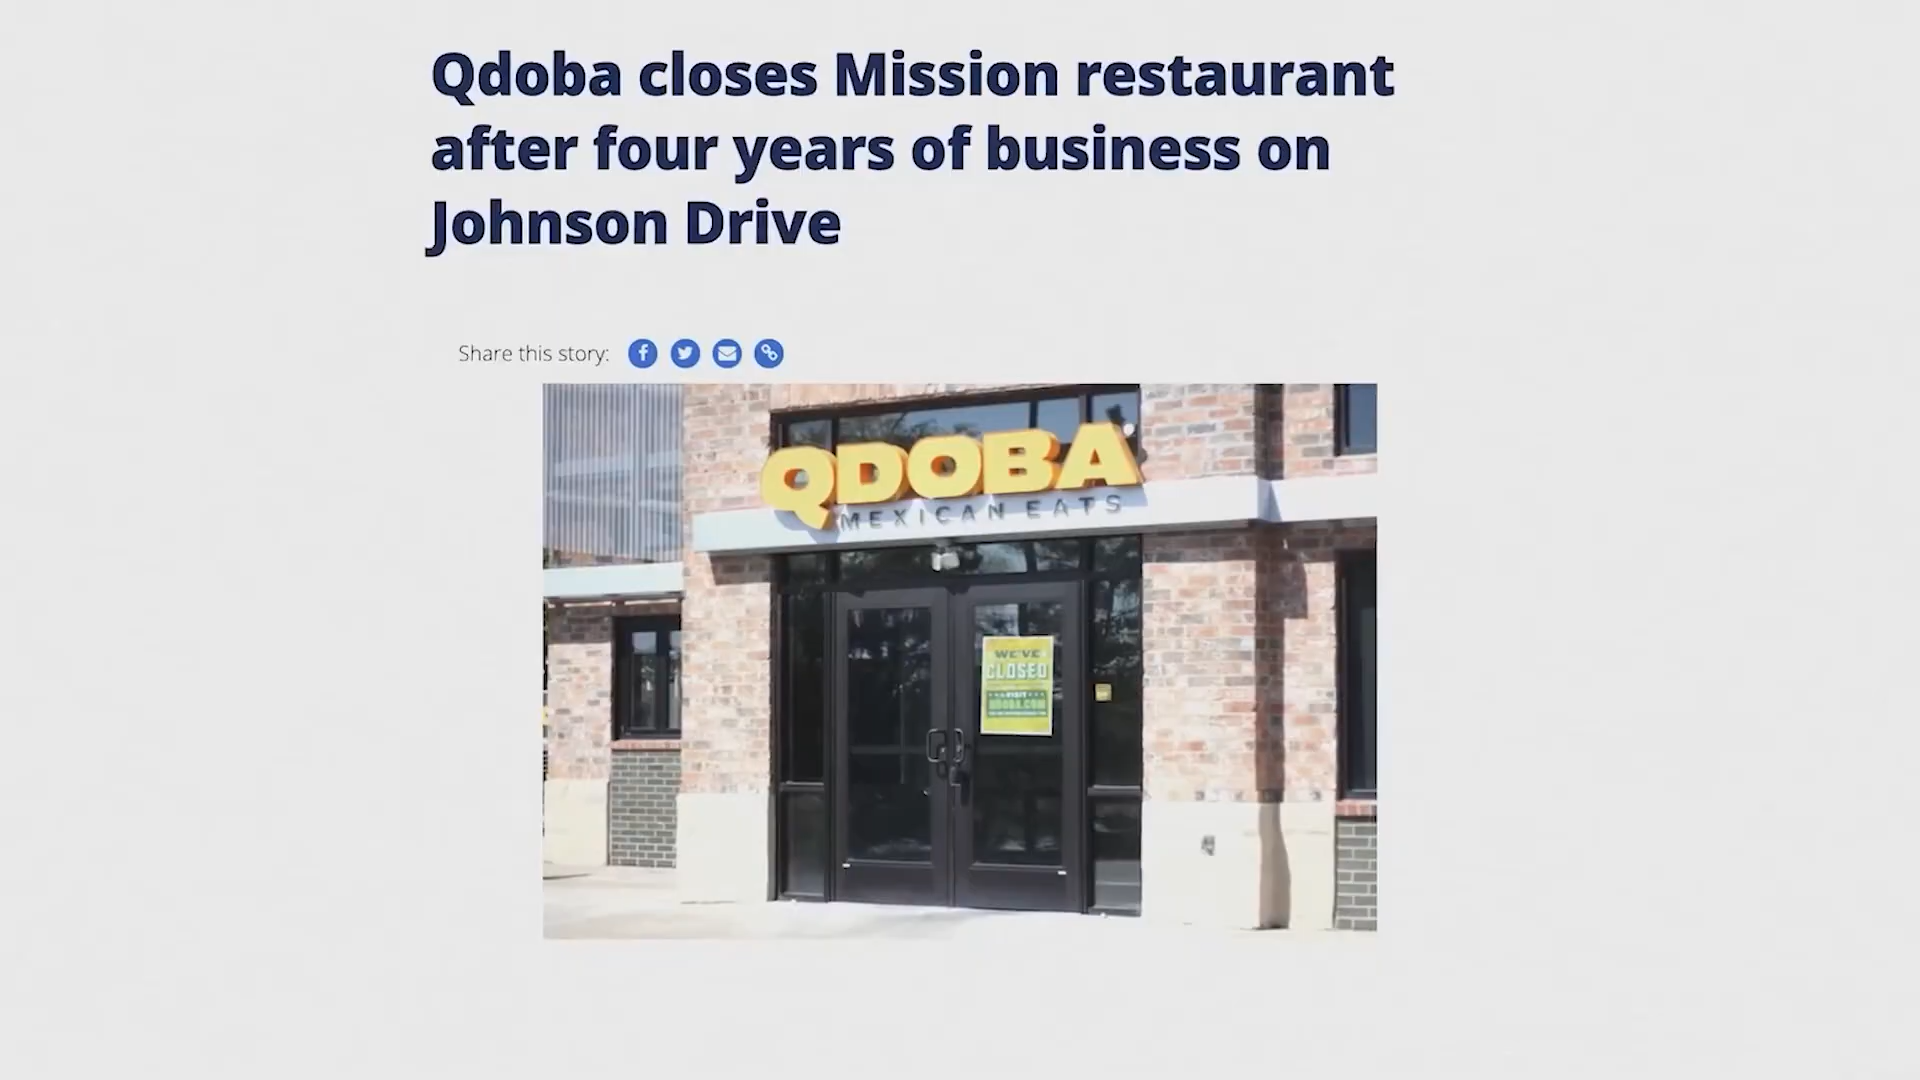 Qdoba closes Mission restaurant
after four years of business on
Johnson Drive
Share this story:
QDOBA
MEXICAN EATS
WE'VE
CLOSED
VISIT
QDOBA.COM